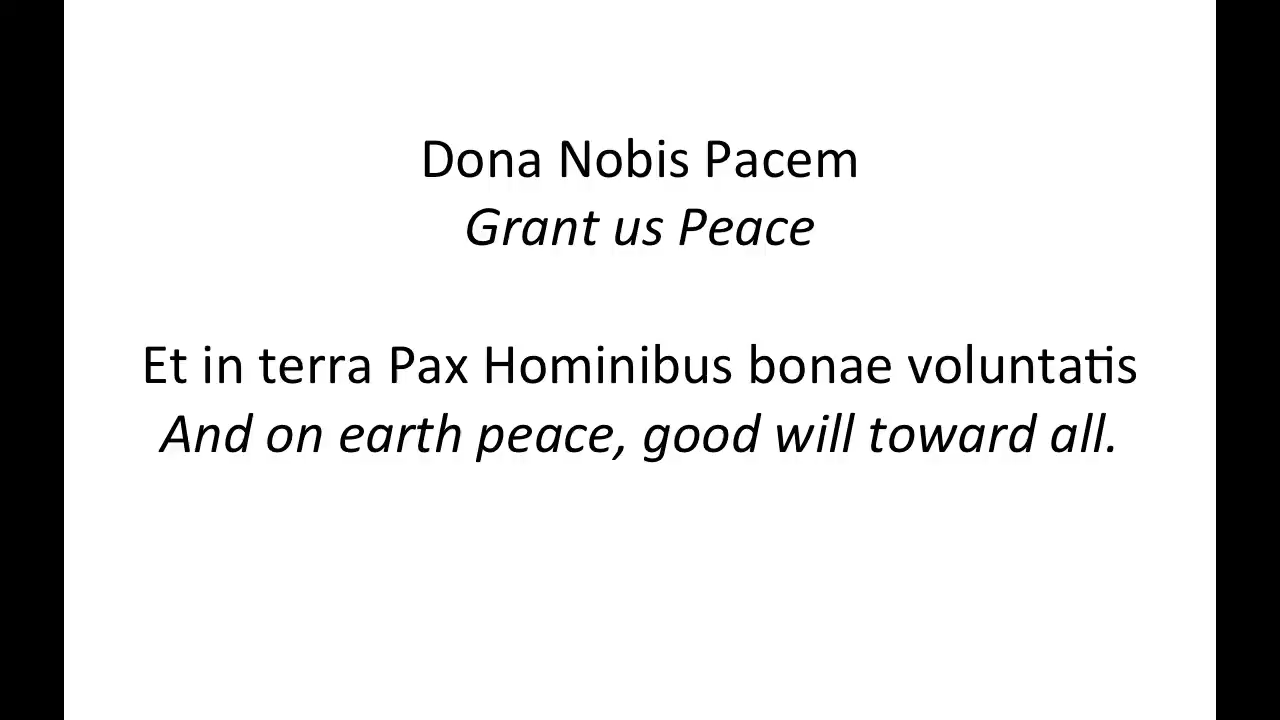 Dona Nobis Pacem
Grant us Peace
Et in terra Pax Hominibus bonae voluntatis
And on earth peace, good will toward all.